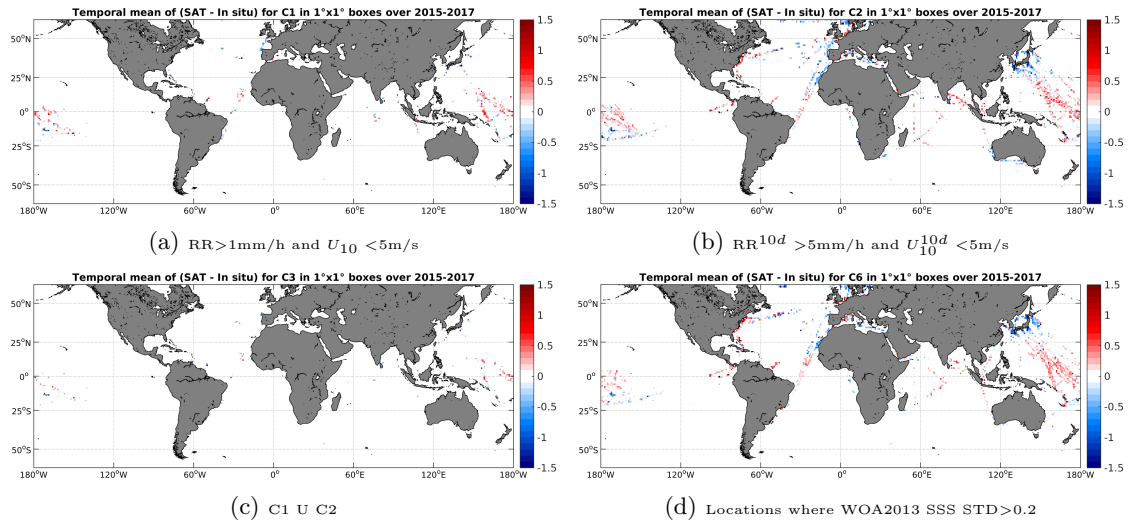 Temporal mean of (SAT - In situ) for C1 in 1°x1° boxes over 2015-2017
50°N
25°N
0°
25°S
50°S
180°W 120°W 60°W 0° 60°E 120°E 180°W
1.5
1
0.5
0
-0.5
-1
-1.5
(a) RR>1mm/h and U10 <5m/s
Temporal mean of (SAT - In situ) for C2 in 1°x1° boxes over 2015-2017
50°N
25°N
0°
25°S
50°S
180°W 120°W 60°W 0° 60°E 120°E 180°W
1.5
1
0.5
0
-0.5
-1
-1.5
(b) RR10d >5mm/h and U10 10d <5m/s
Temporal mean of (SAT - In situ) for C3 in 1°x1° boxes over 2015-2017
50°N
25°N
0°
25°S
50°S
180°W 120°W 60°W 0° 60°E 120°E 180°W
1.5
1
0.5
0
-0.5
-1
-1.5
(c) C1 U C2
Temporal mean of (SAT - In situ) for C6 in 1°x1° boxes over 2015-2017
50°N
25°N
0°
25°S
50°S
180°W 120°W 60°W 0° 60°E 120°E 180°W
1.5
1
0.5
0
-0.5
-1
-1.5
(d) Locations where WOA2013 SSS STD>0.2